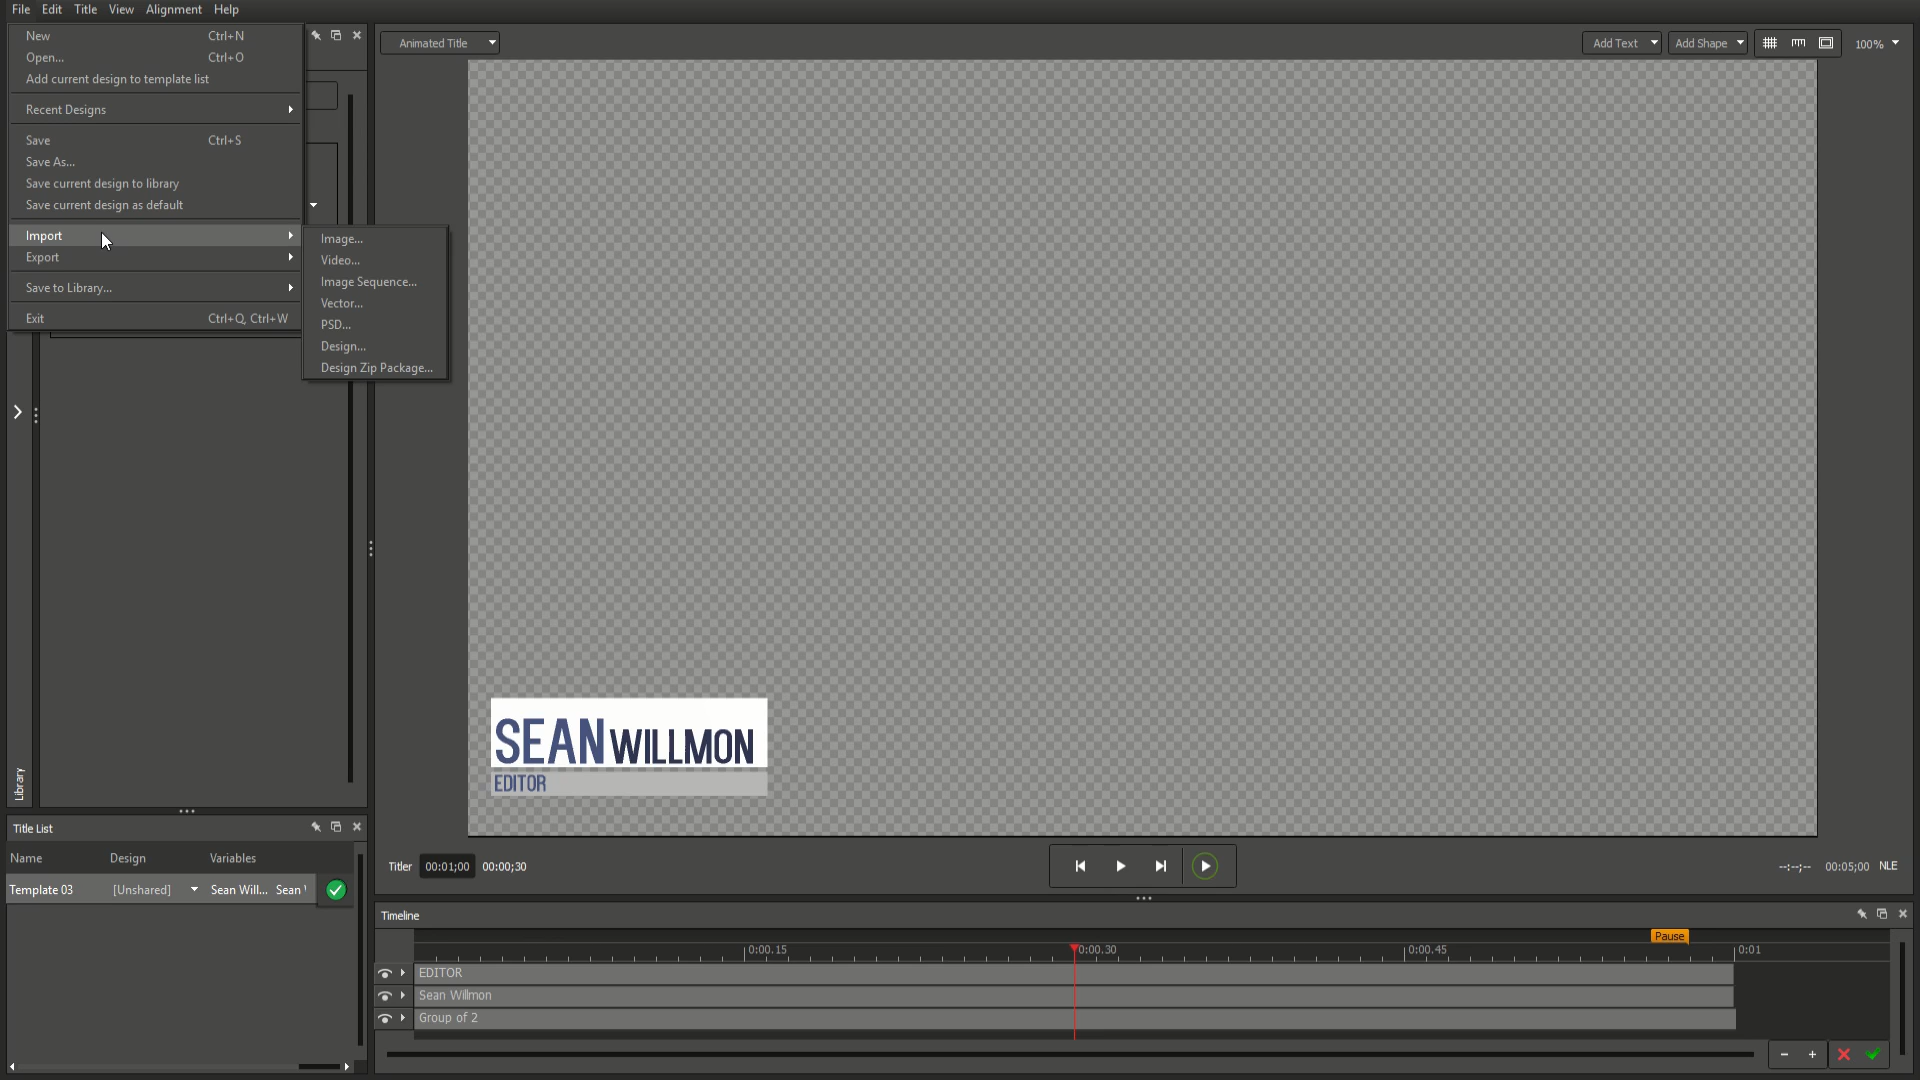 File Edit Title View Alignment Help
New Ctrl+N
Open... Ctrl+O
Add current design to template list
Recent Designs
Save Ctrl+S
Save As...
Save current design to library
Save current design as default
Import
Export
Save to Library...
Exit Ctrl+Q, Ctrl+W
Image...
Video...
Image Sequence...
Vector...
PSD...
Design...
Design Zip Package...
Animated Title
Add Text
Add Shape
100%
SEAN WILLMON
EDITOR
Library
Title List
Name Design Variables
Template 03 [Unshared] Sean Will... Sean
Titler 00:01;00 00:00;30
--:--;-- 00:05;00 NLE
Timeline
Pause
0:00.15 0:00.30 0:00.45 0:01
EDITOR
Sean Willmon
Group of 2